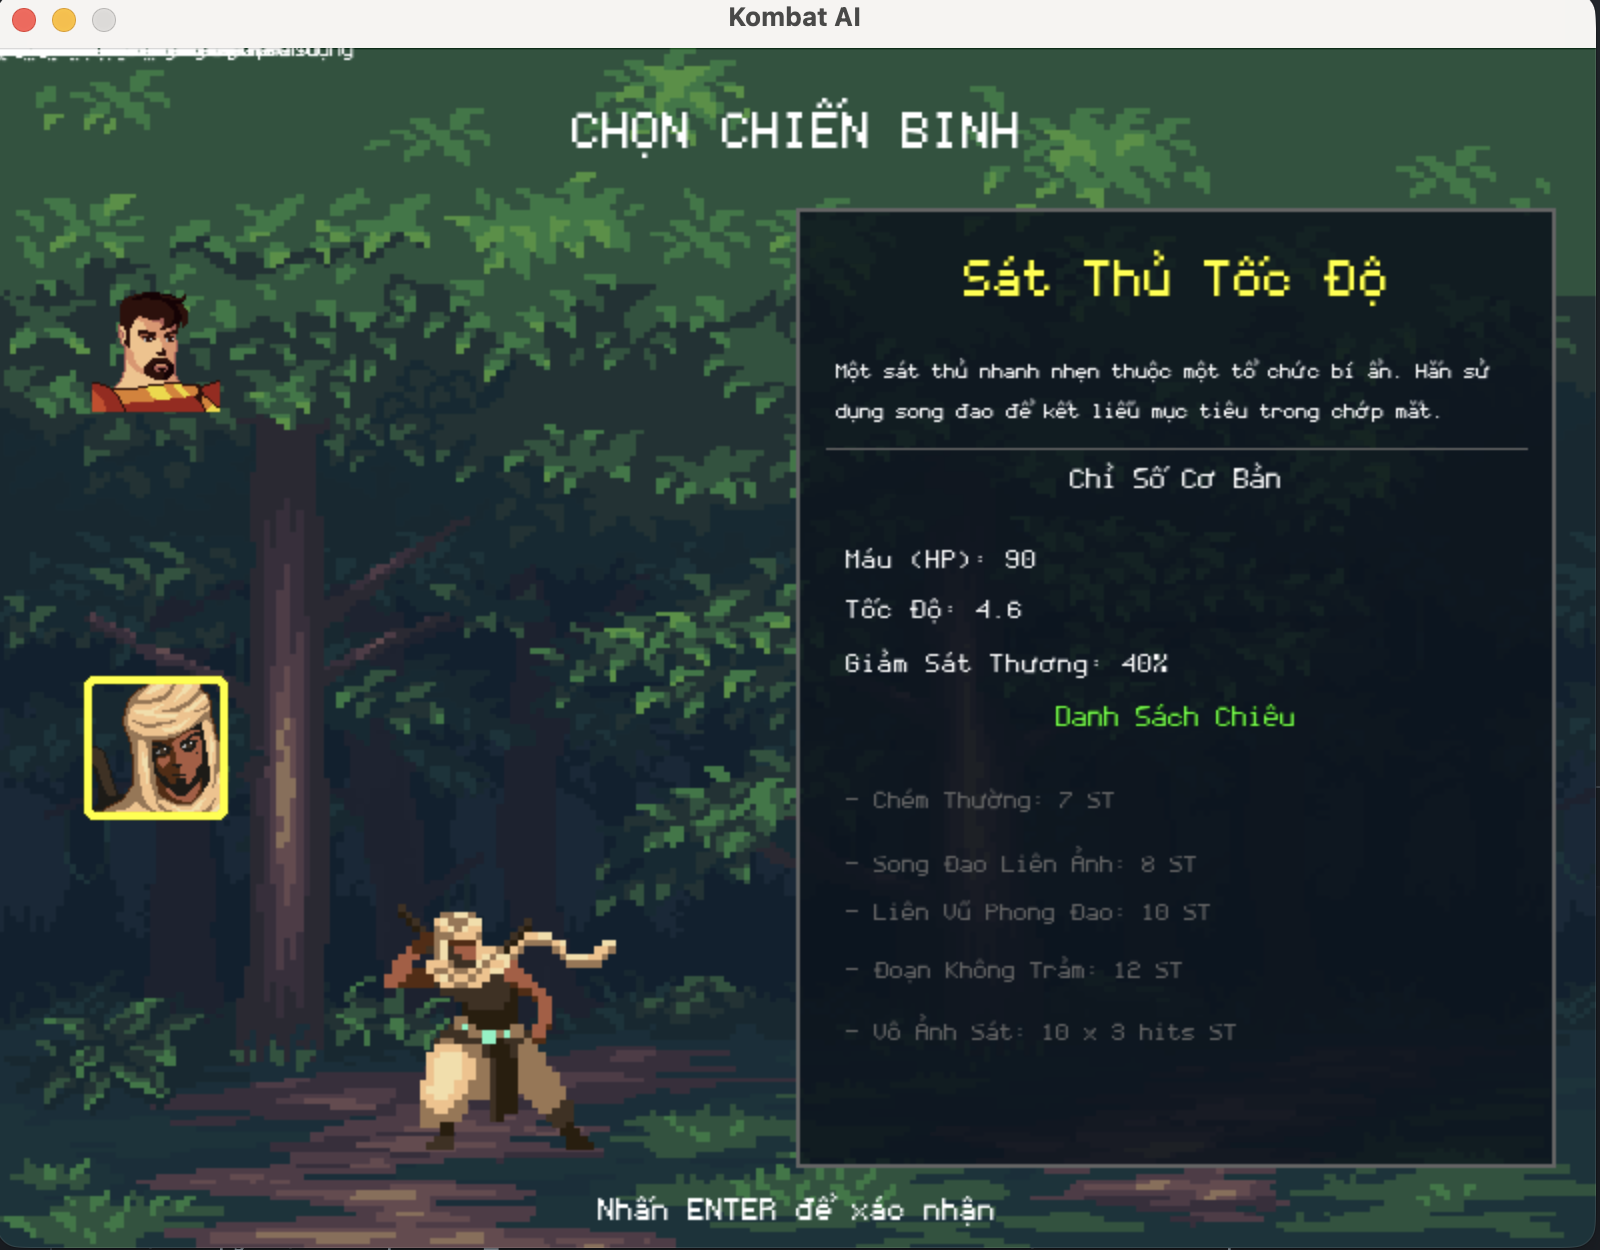 Kombat AI
CHỌN CHIẾN BINH
Sát Thủ Tốc Độ
Một sát thủ nhanh nhẹn thuộc một tổ chức bí ẩn. Hắn sử
dụng song đao để kết liễu mục tiêu trong chớp mắt.
Chỉ Số Cơ Bản
Máu (HP): 90
Tốc Độ: 4.6
Giảm Sát Thương: 40%
Danh Sách Chiêu
- Chém Thường: 7 ST
- Song Đao Liên Ảnh: 8 ST
- Liên Vũ Phong Đao: 10 ST
- Đoạn Không Trảm: 12 ST
- Vô Ảnh Sát: 10 x 3 hits ST
Nhấn ENTER để xác nhận